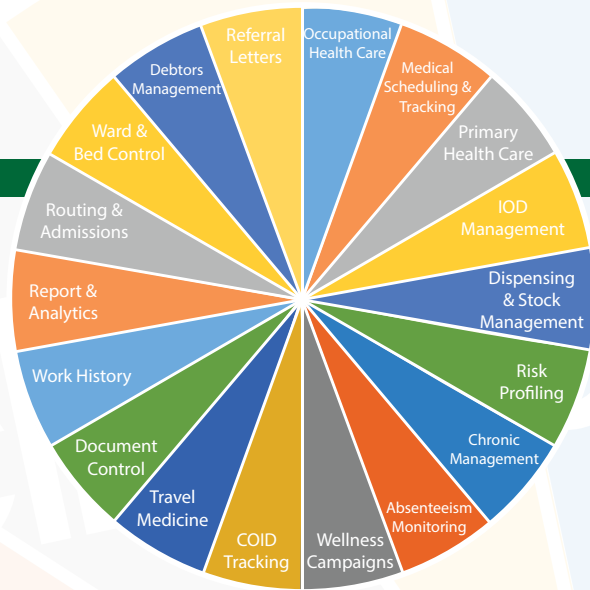 Occupational
Health Care
Medical
Scheduling &
Tracking
Primary
Health Care
IOD
Management
Dispensing
& Stock
Management
Risk
Profiling
Chronic
Management
Absenteeism
Monitoring
Wellness
Campaigns
COID
Tracking
Travel
Medicine
Document
Control
Work History
Report &
Analytics
Routing &
Admissions
Ward &
Bed Control
Debtors
Management
Referral
Letters